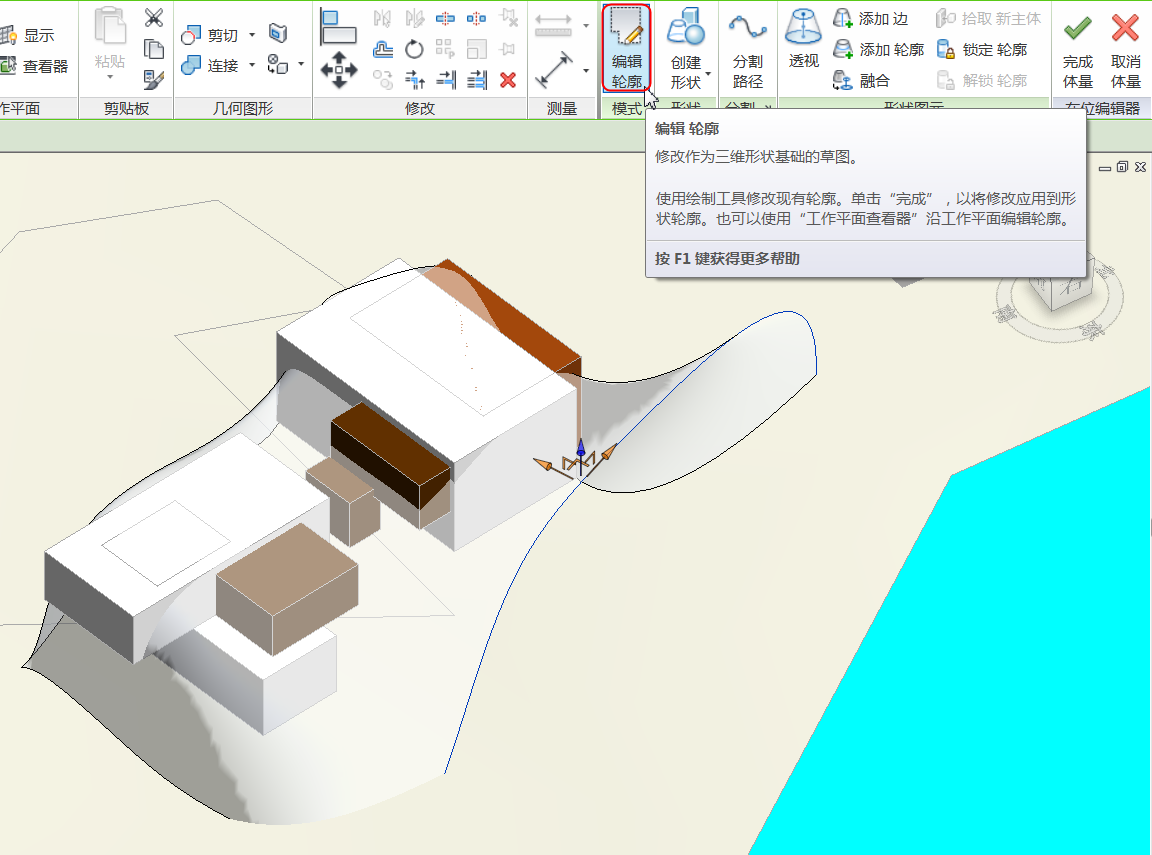 显示
查看器
作平面
粘贴
剪贴板
剪切
连接
几何图形
修改
测量
编辑
轮廓
模式
创建
形状
形状
分割
路径
分割
透视
添加 边
添加 轮廓
融合
拾取 新主体
锁定 轮廓
解锁 轮廓
形状图元
完成
体量
取消
体量
在位编辑器
编辑 轮廓
修改作为三维形状基础的草图。
使用绘制工具修改现有轮廓。单击“完成”，以将修改应用到形
状轮廓。也可以使用“工作平面查看器”沿工作平面编辑轮廓。
按 F1 键获得更多帮助